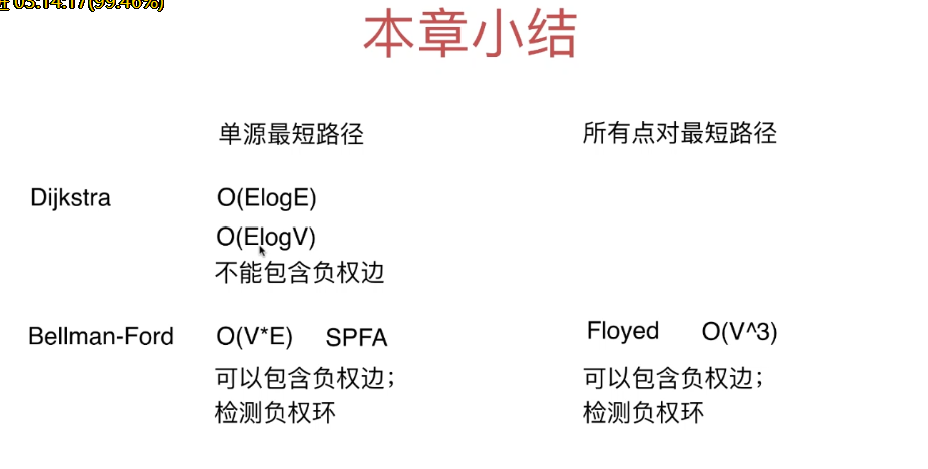 05:14:17(99.46%)
本章小结
单源最短路径 所有点对最短路径
Dijkstra O(ElogE)
O(ElogV)
不能包含负权边
Bellman-Ford O(V*E) SPFA Floyed O(V^3)
可以包含负权边； 可以包含负权边；
检测负权环 检测负权环